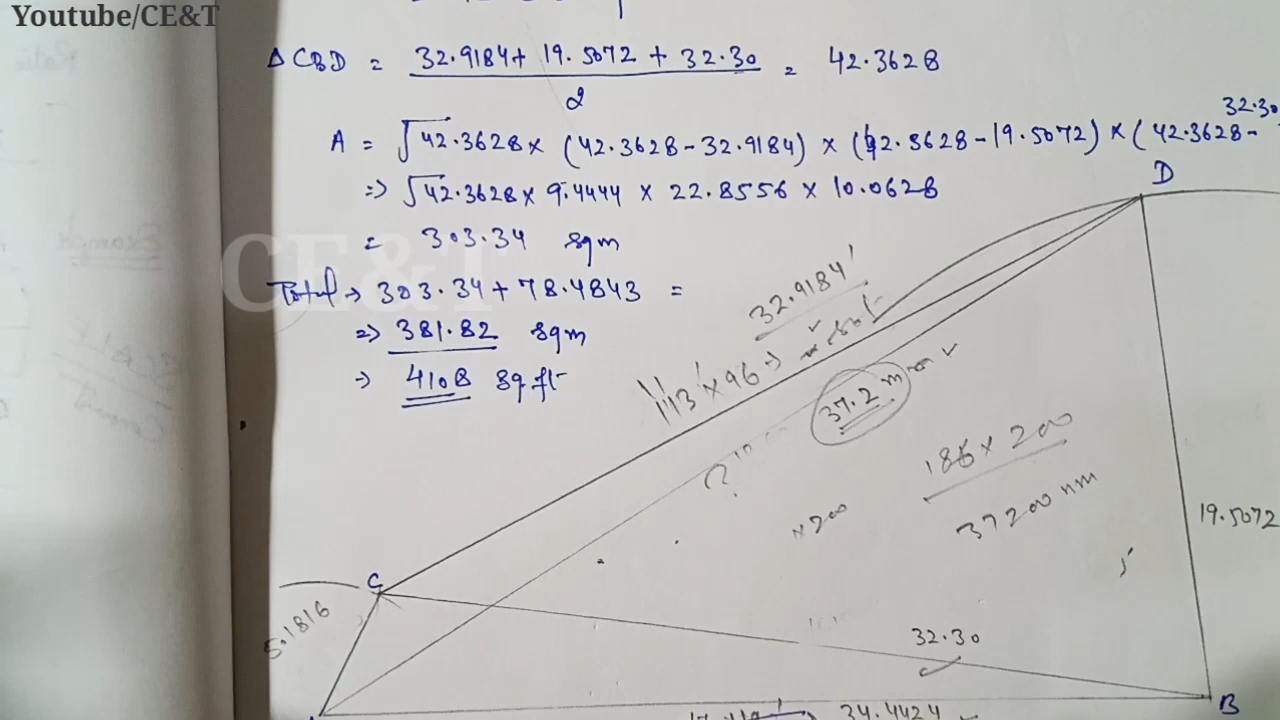 Youtube/CE&T
Δ CBD = 32.9184 + 19.5072 + 32.30 / 2 = 42.3628
A = √42.3628 × (42.3628 - 32.9184) × (42.3628 - 19.5072) × (42.3628 - 32.30
⇒ √42.3628 × 9.4444 × 22.8556 × 10.0628
= 303.34 sqm
CE&T
Total → 303.34 + 78.4843 =
⇒ 381.82 sqm
→ 4108 sq.ft
D
32.9184'
113' × 96 →
37.2 m
?
186 × 200
37200 mm
× 200
19.5072
C
5.1816
32.30
B
34.4424